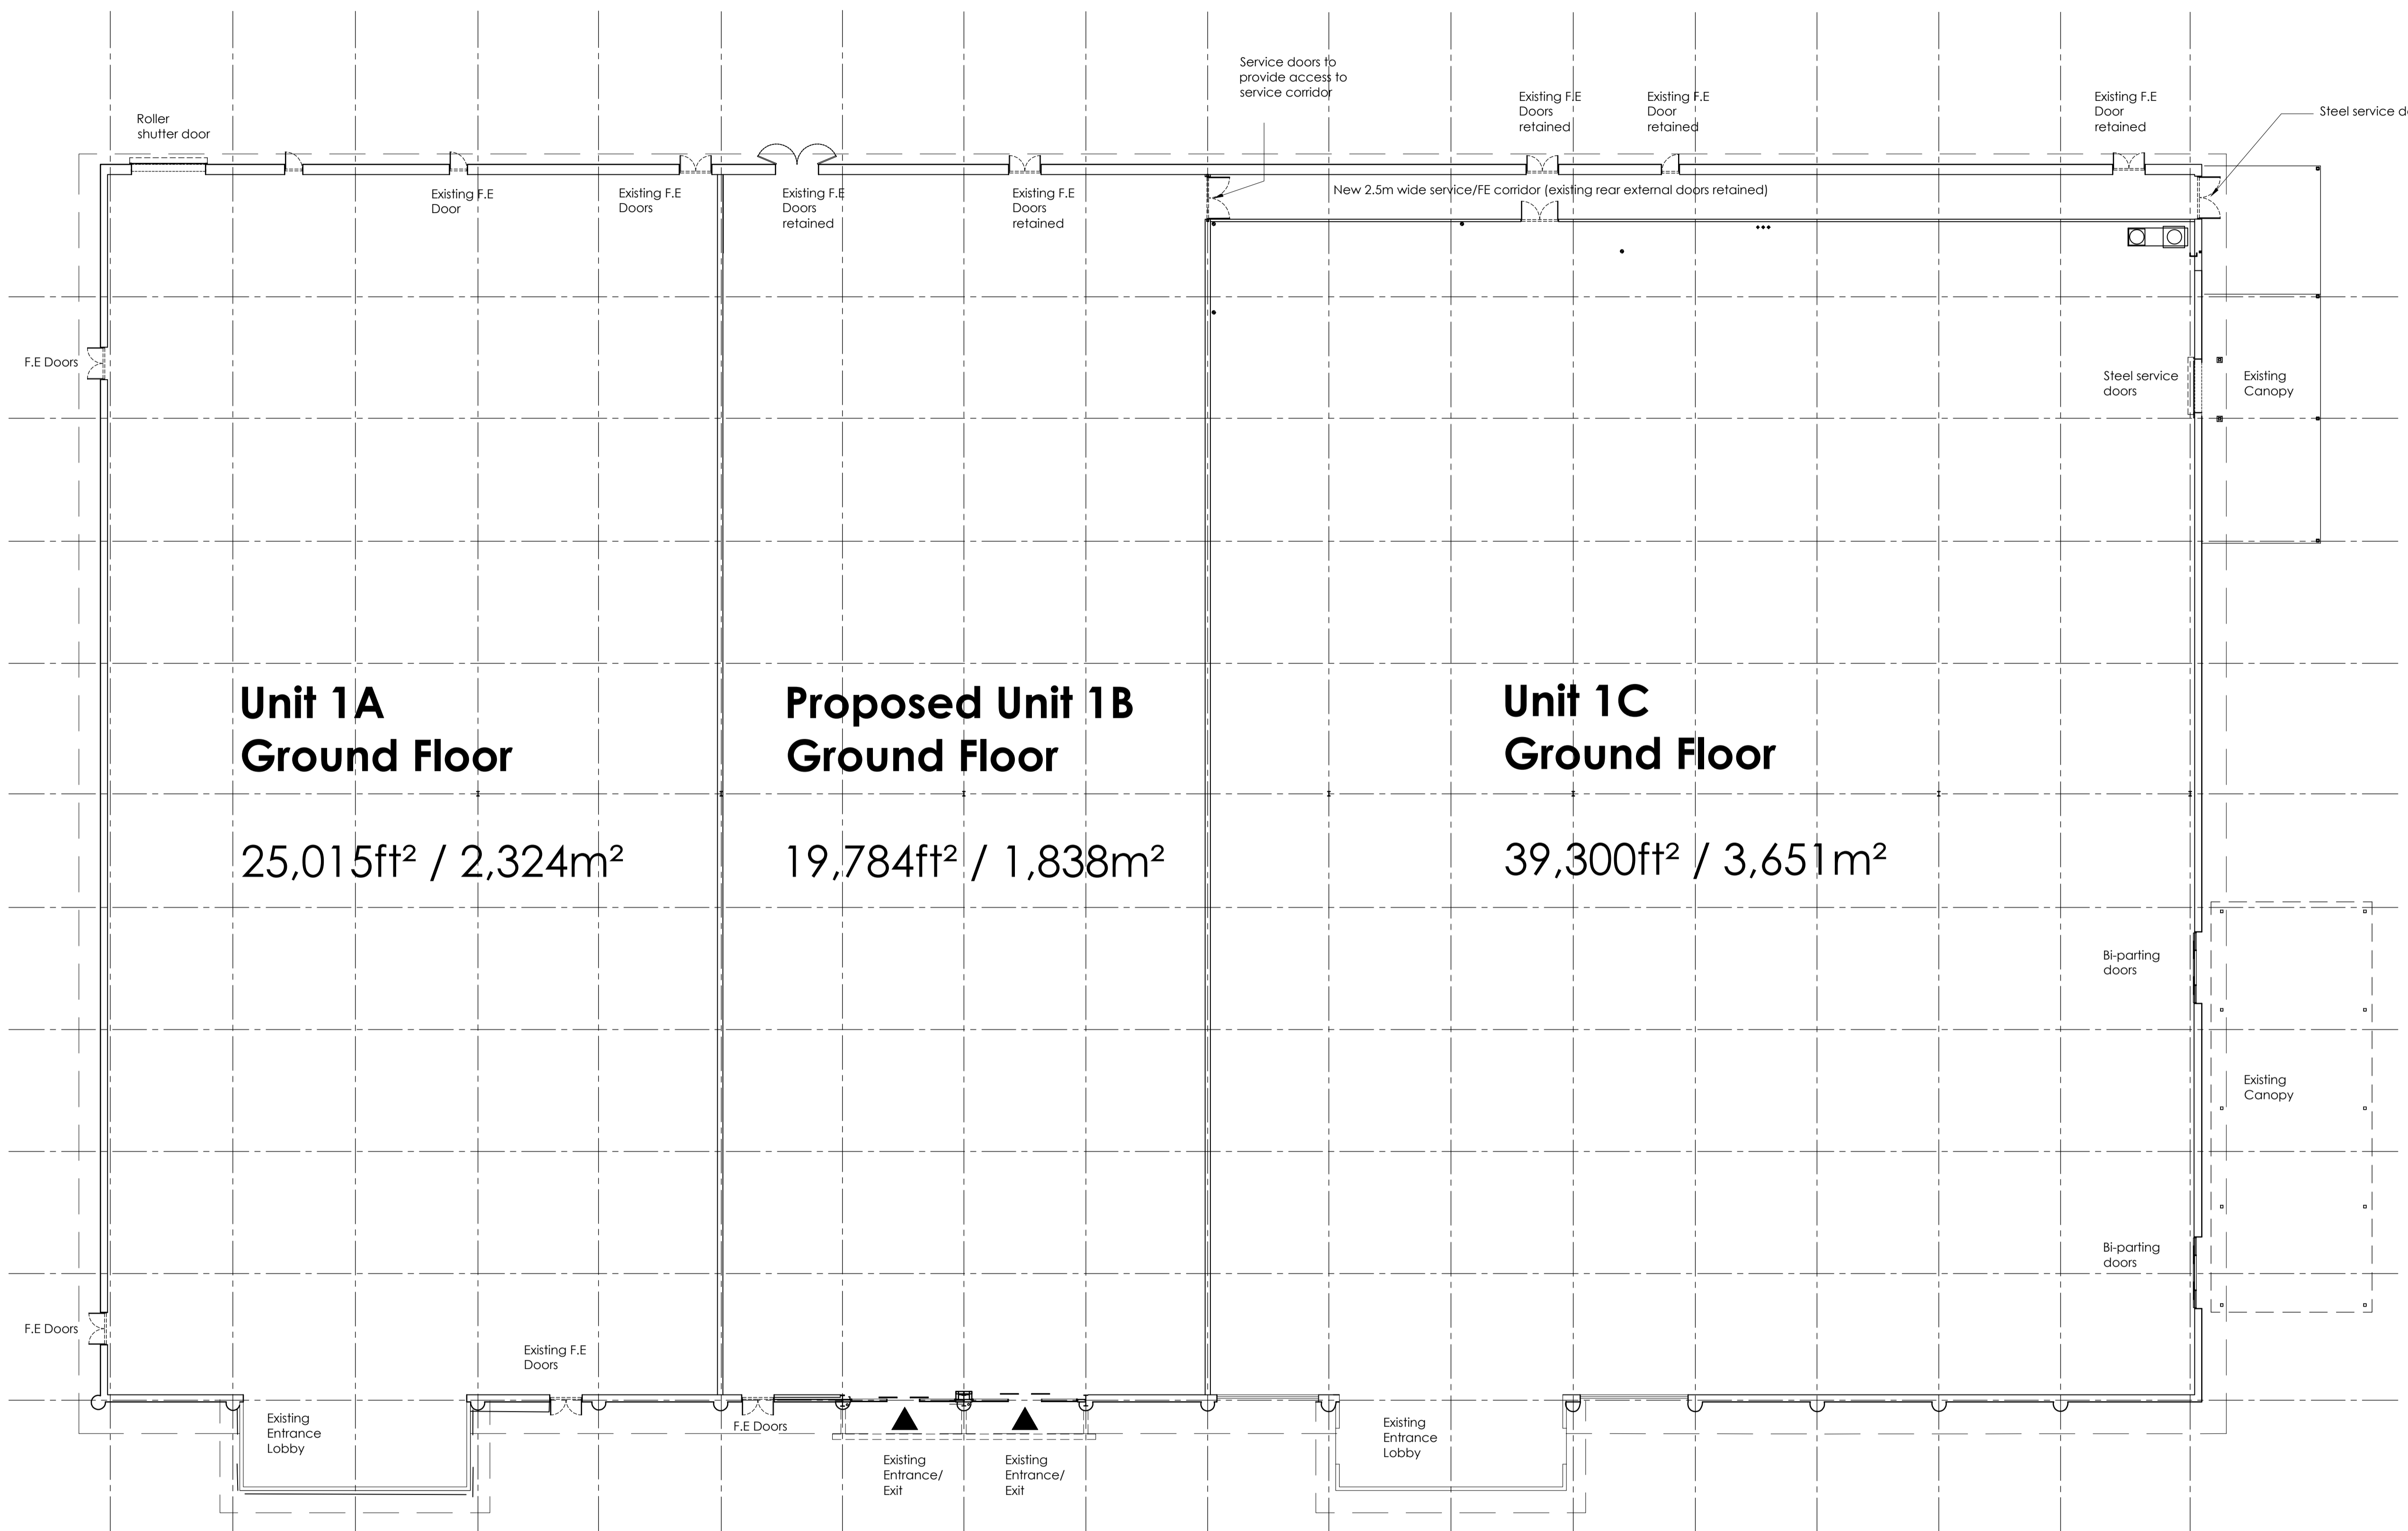 Service doors to
provide access to
service corridor
Existing F.E
Doors
retained
Existing F.E
Door
retained
Existing F.E
Door
retained
Steel service
Roller
shutter door
Existing F.E
Door
Existing F.E
Doors
Existing F.E
Doors
retained
Existing F.E
Doors
retained
New 2.5m wide service/FE corridor (existing rear external doors retained)
F.E Doors
Steel service
doors
Existing
Canopy
Unit 1A
Ground Floor
25,015ft² / 2,324m²
Proposed Unit 1B
Ground Floor
19,784ft² / 1,838m²
Unit 1C
Ground Floor
39,300ft² / 3,651m²
Bi-parting
doors
Existing
Canopy
Bi-parting
doors
F.E Doors
Existing F.E
Doors
Existing
Entrance
Lobby
F.E Doors
Existing
Entrance/
Exit
Existing
Entrance/
Exit
Existing
Entrance
Lobby